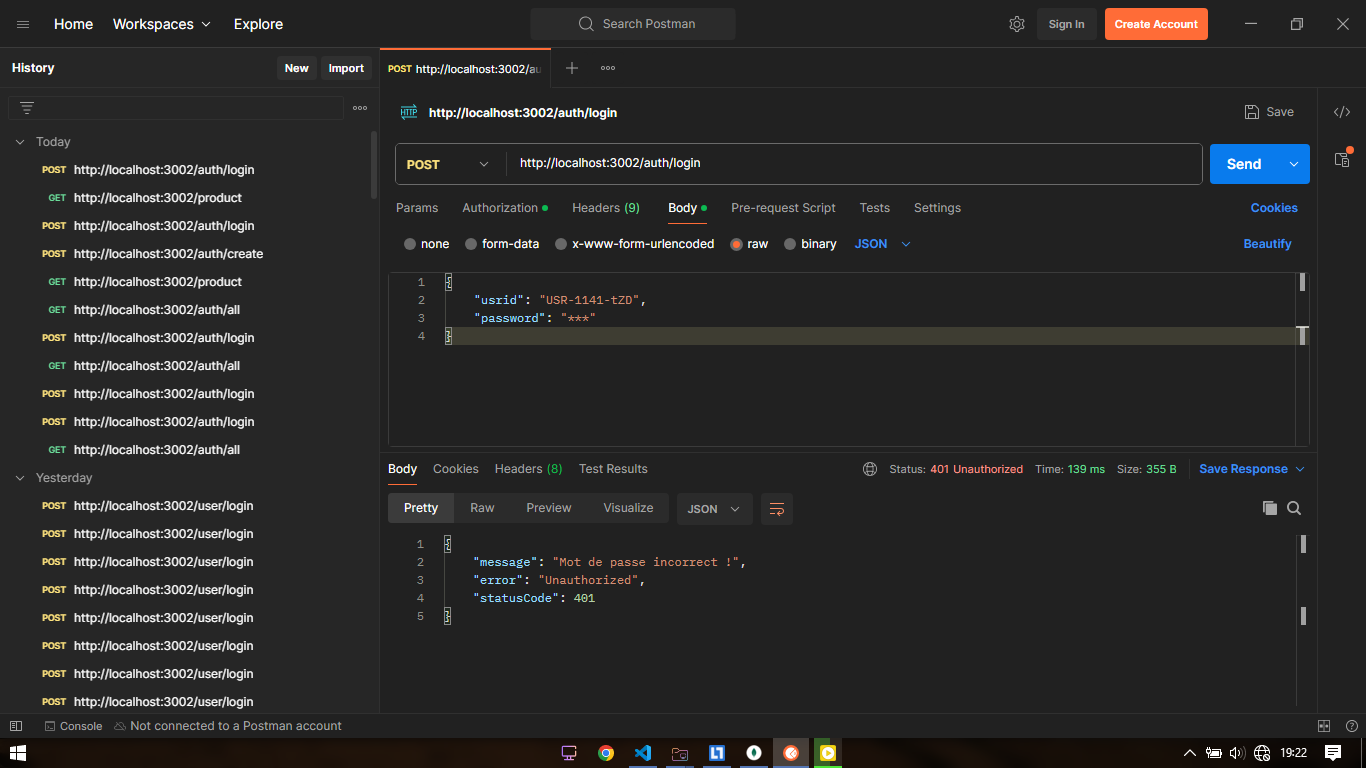 Home Workspaces Explore Search Postman Sign In Create Account
History New Import
POST http://localhost:3002/au
Today
POST http://localhost:3002/auth/login
GET http://localhost:3002/product
POST http://localhost:3002/auth/login
POST http://localhost:3002/auth/create
GET http://localhost:3002/product
GET http://localhost:3002/auth/all
POST http://localhost:3002/auth/login
GET http://localhost:3002/auth/all
POST http://localhost:3002/auth/login
POST http://localhost:3002/auth/login
GET http://localhost:3002/auth/all
Yesterday
POST http://localhost:3002/user/login
POST http://localhost:3002/user/login
POST http://localhost:3002/user/login
POST http://localhost:3002/user/login
POST http://localhost:3002/user/login
POST http://localhost:3002/user/login
POST http://localhost:3002/user/login
POST http://localhost:3002/user/login
HTTP http://localhost:3002/auth/login Save
POST http://localhost:3002/auth/login Send
Params Authorization Headers (9) Body Pre-request Script Tests Settings Cookies
none form-data x-www-form-urlencoded raw binary JSON Beautify
1 {
2 "usrid": "USR-1141-tZD",
3 "password": "***"
4 }
Body Cookies Headers (8) Test Results Status: 401 Unauthorized Time: 139 ms Size: 355 B Save Response
Pretty Raw Preview Visualize JSON
1 {
2 "message": "Mot de passe incorrect !",
3 "error": "Unauthorized",
4 "statusCode": 401
5 }
Console Not connected to a Postman account
19:22